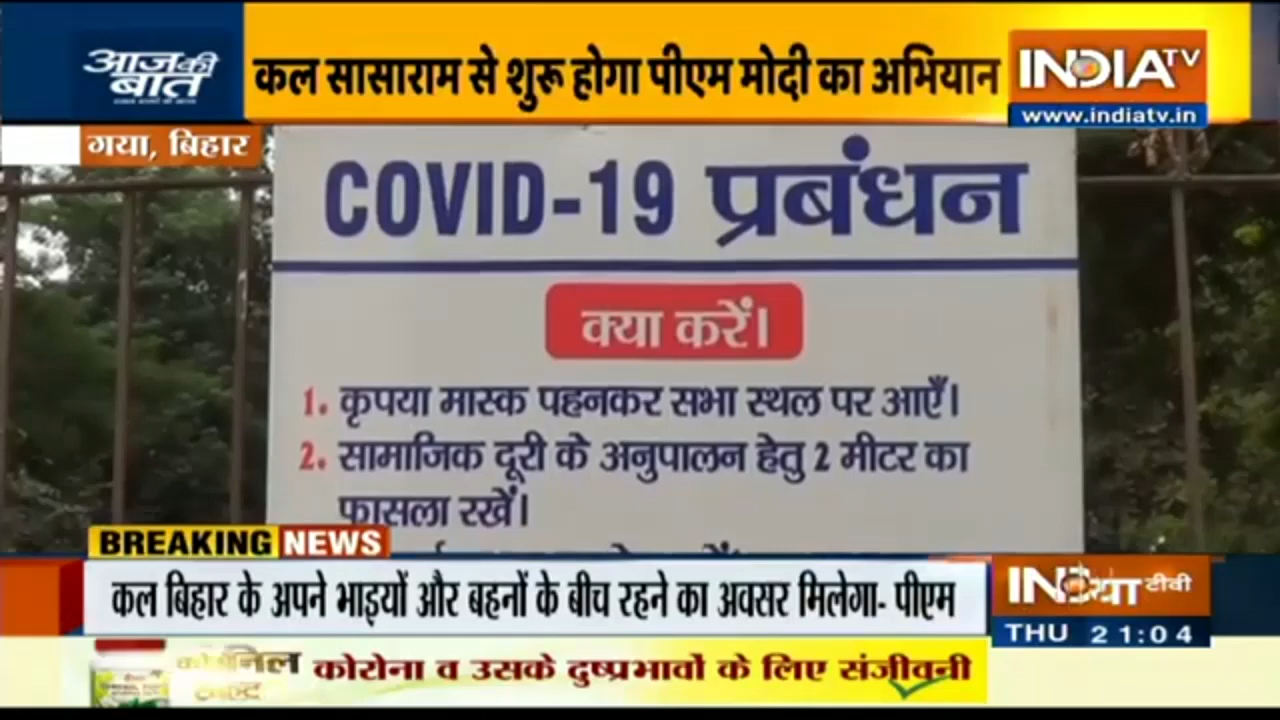 आज की
बात
कल सासाराम से शुरू होगा पीएम मोदी का अभियान
INDIA TV
www.indiatv.in
गया, बिहार
COVID-19 प्रबंधन
क्या करें।
1. कृपया मास्क पहनकर सभा स्थल पर आएँ।
2. सामाजिक दूरी के अनुपालन हेतु 2 मीटर का
फासला रखें।
BREAKING NEWS
कल बिहार के अपने भाइयों और बहनों के बीच रहने का अवसर मिलेगा- पीएम
टीवी
THU 21:04
कोरोना व उसके दुष्प्रभावों के लिए संजीवनी